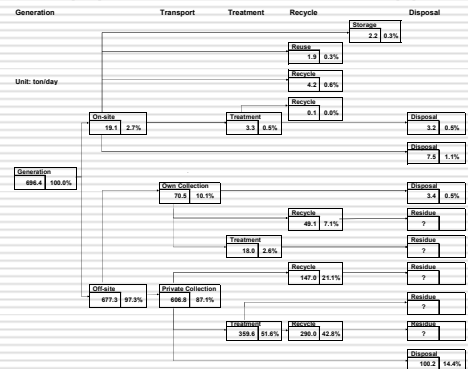 Generation Transport Treatment Recycle Disposal
Storage
2.2 0.3%
Reuse
1.9 0.3%
Recycle
4.2 0.6%
Unit: ton/day
Recycle
0.1 0.0%
On-site
19.1 2.7%
Treatment
3.3 0.5%
Disposal
3.2 0.5%
Disposal
7.5 1.1%
Generation
696.4 100.0%
Own Collection
70.5 10.1%
Disposal
3.4 0.5%
Recycle
49.1 7.1%
Residue
?
Treatment
18.0 2.6%
Residue
?
Recycle
147.0 21.1%
Residue
?
Off-site
677.3 97.3%
Private Collection
606.8 87.1%
Residue
?
Treatment
359.6 51.6%
Recycle
290.0 42.8%
Residue
?
Disposal
100.2 14.4%